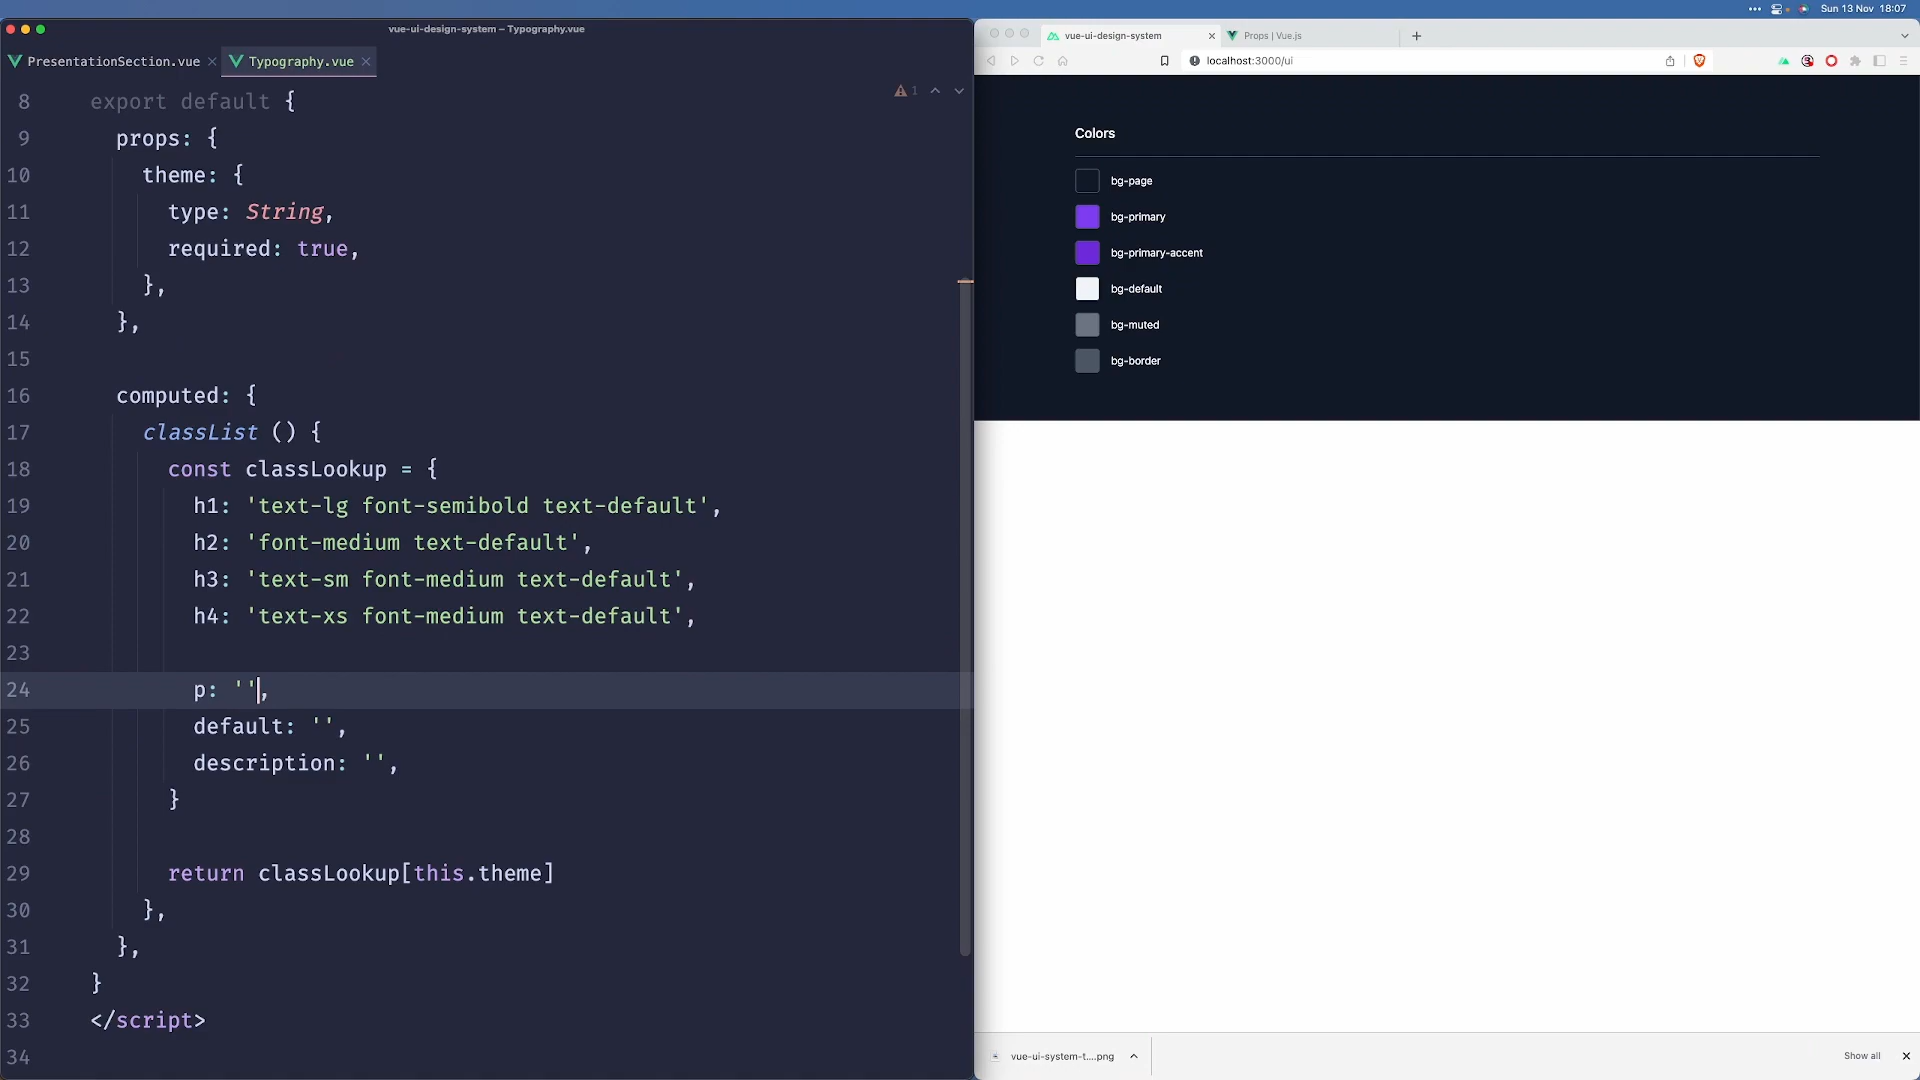 Sun 13 Nov 18:07
vue-ui-design-system – Typography.vue
PresentationSection.vue
Typography.vue
1
8 export default {
9 props: {
10 theme: {
11 type: String,
12 required: true,
13 },
14 },
15
16 computed: {
17 classList () {
18 const classLookup = {
19 h1: 'text-lg font-semibold text-default',
20 h2: 'font-medium text-default',
21 h3: 'text-sm font-medium text-default',
22 h4: 'text-xs font-medium text-default',
23
24 p: '',
25 default: '',
26 description: '',
27 }
28
29 return classLookup[this.theme]
30 },
31 },
32 }
33 </script>
34
vue-ui-design-system
Props | Vue.js
localhost:3000/ui
Colors
bg-page
bg-primary
bg-primary-accent
bg-default
bg-muted
bg-border
vue-ui-system-t....png
Show all